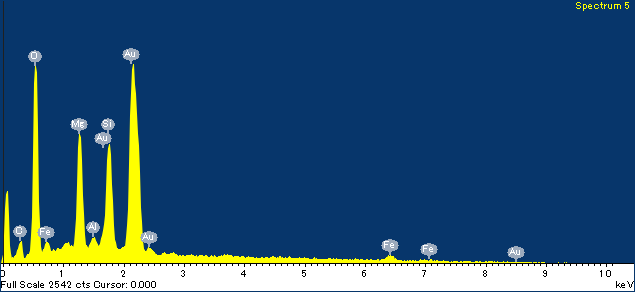 Spectrum 5
O
Au
Mg
Si
Au
O
Fe
Al
Au
Fe
Fe
Au
0 1 2 3 4 5 6 7 8 9 10
Full Scale 2542 cts Cursor: 0.000 keV